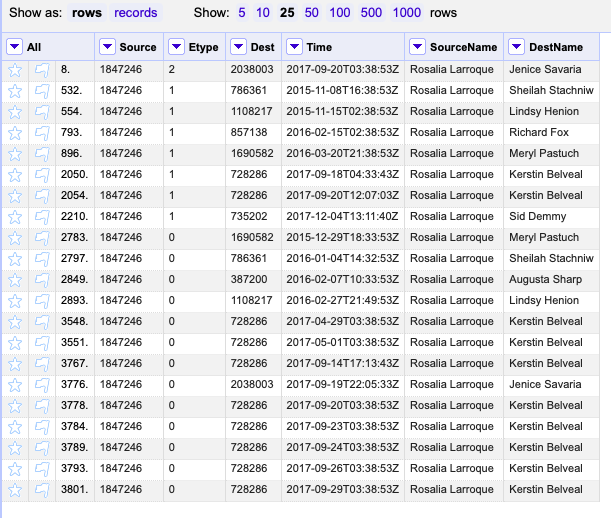 Show as: rows records Show: 5 10 25 50 100 500 1000 rows
All Source Etype Dest Time SourceName DestName
8. 1847246 2 2038003 2017-09-20T03:38:53Z Rosalia Larroque Jenice Savaria
532. 1847246 1 786361 2015-11-08T16:38:53Z Rosalia Larroque Sheilah Stachniw
554. 1847246 1 1108217 2015-11-15T02:38:53Z Rosalia Larroque Lindsy Henion
793. 1847246 1 857138 2016-02-15T02:38:53Z Rosalia Larroque Richard Fox
896. 1847246 1 1690582 2016-03-20T21:38:53Z Rosalia Larroque Meryl Pastuch
2050. 1847246 1 728286 2017-09-18T04:33:43Z Rosalia Larroque Kerstin Belveal
2054. 1847246 1 728286 2017-09-20T12:07:03Z Rosalia Larroque Kerstin Belveal
2210. 1847246 1 735202 2017-12-04T13:11:40Z Rosalia Larroque Sid Demmy
2783. 1847246 0 1690582 2015-12-29T18:33:53Z Rosalia Larroque Meryl Pastuch
2797. 1847246 0 786361 2016-01-04T14:32:53Z Rosalia Larroque Sheilah Stachniw
2849. 1847246 0 387200 2016-02-07T10:33:53Z Rosalia Larroque Augusta Sharp
2893. 1847246 0 1108217 2016-02-27T21:49:53Z Rosalia Larroque Lindsy Henion
3548. 1847246 0 728286 2017-04-29T03:38:53Z Rosalia Larroque Kerstin Belveal
3551. 1847246 0 728286 2017-05-01T03:38:53Z Rosalia Larroque Kerstin Belveal
3767. 1847246 0 728286 2017-09-14T17:13:43Z Rosalia Larroque Kerstin Belveal
3776. 1847246 0 2038003 2017-09-19T22:05:33Z Rosalia Larroque Jenice Savaria
3778. 1847246 0 728286 2017-09-20T03:38:53Z Rosalia Larroque Kerstin Belveal
3784. 1847246 0 728286 2017-09-23T03:38:53Z Rosalia Larroque Kerstin Belveal
3789. 1847246 0 728286 2017-09-24T03:38:53Z Rosalia Larroque Kerstin Belveal
3793. 1847246 0 728286 2017-09-26T03:38:53Z Rosalia Larroque Kerstin Belveal
3801. 1847246 0 728286 2017-09-29T03:38:53Z Rosalia Larroque Kerstin Belveal